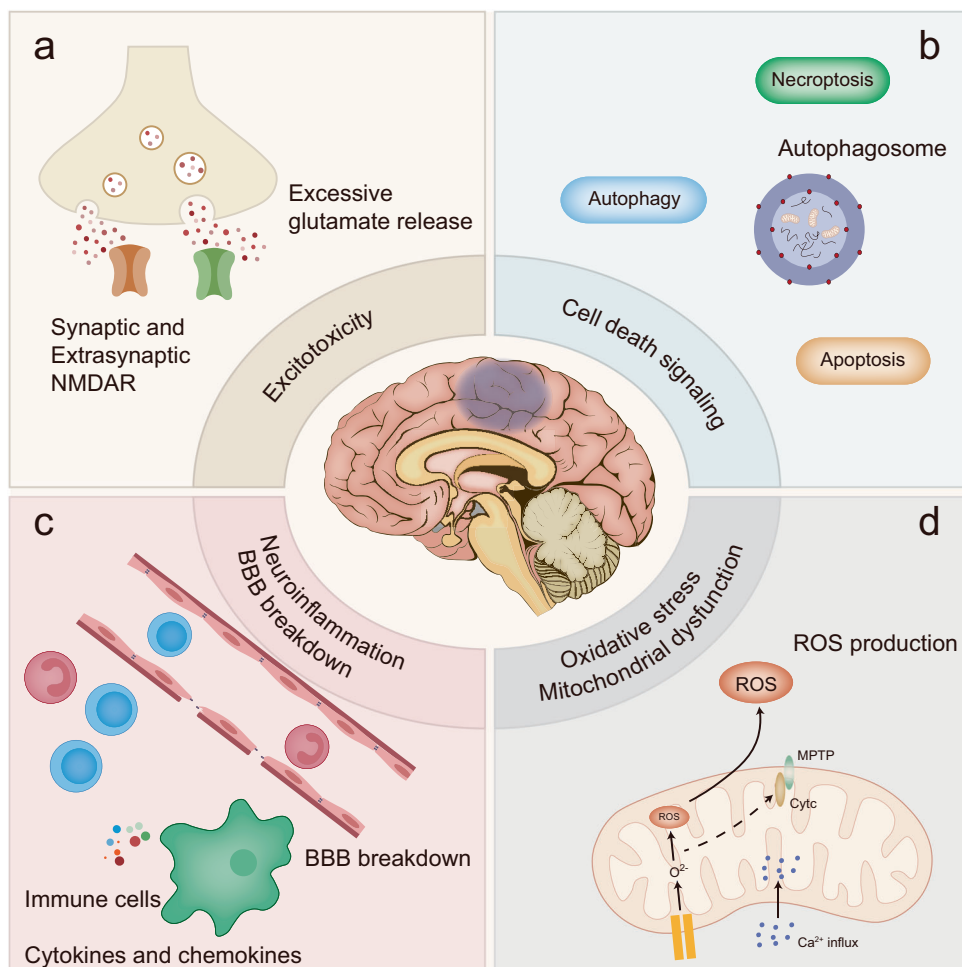 a
Excessive
glutamate release
Synaptic and
Extrasynaptic
NMDAR
Excitotoxicity
b
Necroptosis
Autophagosome
Autophagy
Apoptosis
Cell death signaling
c
Neuroinflammation
BBB breakdown
BBB breakdown
Immune cells
Cytokines and chemokines
d
Oxidative stress
Mitochondrial dysfunction
ROS production
ROS
MPTP
Cytc
ROS
O²⁻
Ca²⁺ influx